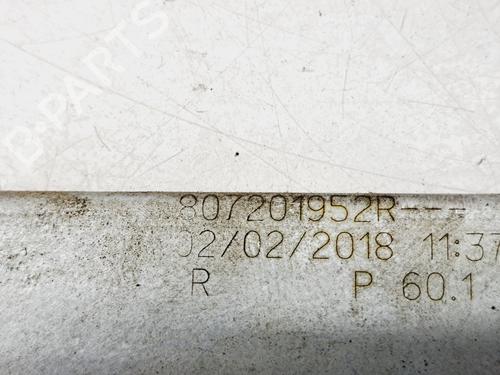 B-PARTS
807201952R---
02/02/2018 11:37
R P 60.1